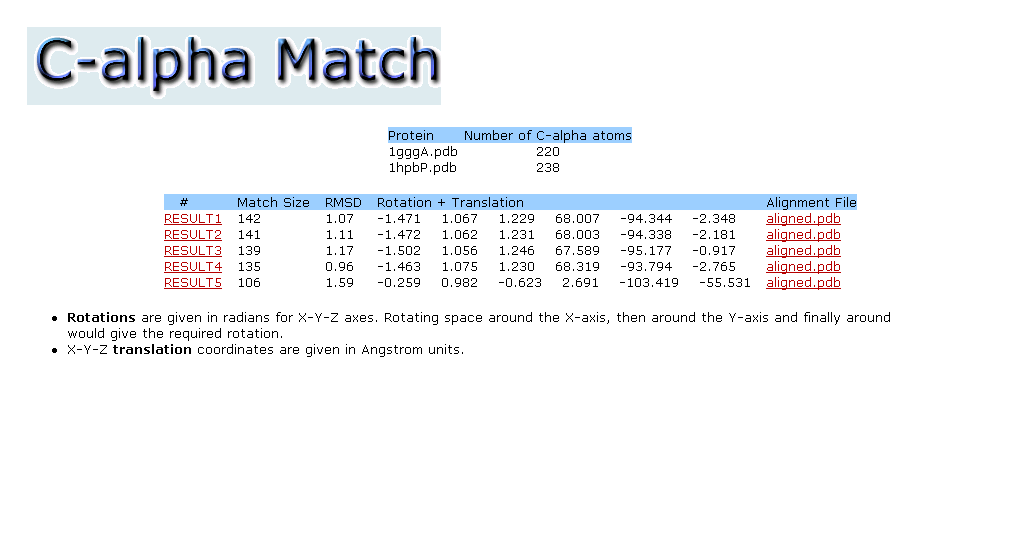 C-alpha Match
Protein Number of C-alpha atoms
1gggA.pdb 220
1hpbP.pdb 238
# Match Size RMSD Rotation + Translation Alignment File
RESULT1 142 1.07 -1.471 1.067 1.229 68.007 -94.344 -2.348 aligned.pdb
RESULT2 141 1.11 -1.472 1.062 1.231 68.003 -94.338 -2.181 aligned.pdb
RESULT3 139 1.17 -1.502 1.056 1.246 67.589 -95.177 -0.917 aligned.pdb
RESULT4 135 0.96 -1.463 1.075 1.230 68.319 -93.794 -2.765 aligned.pdb
RESULT5 106 1.59 -0.259 0.982 -0.623 2.691 -103.419 -55.531 aligned.pdb
• Rotations are given in radians for X-Y-Z axes. Rotating space around the X-axis, then around the Y-axis and finally around
would give the required rotation.
• X-Y-Z translation coordinates are given in Angstrom units.